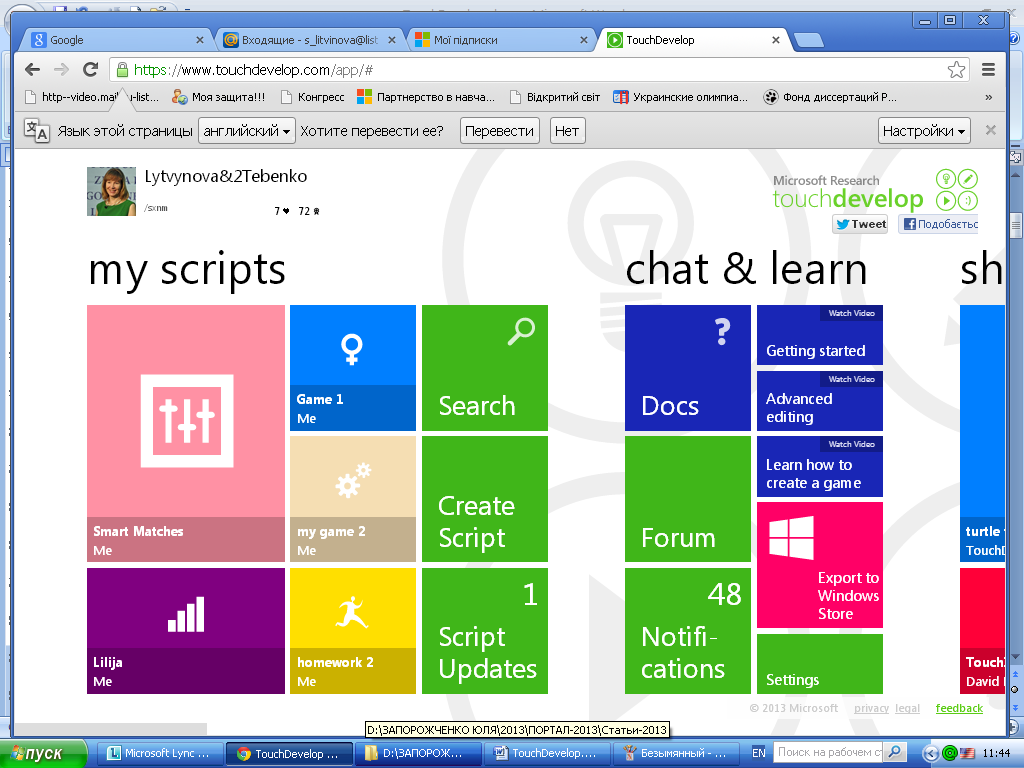 Google
Входящие - s_litvinova@list
Мої підписки
TouchDevelop
https://www.touchdevelop.com/app/#
Моя защита!!!
Конгресс
Партнерство в навча...
Відкритий світ
Украинские олимпиа...
Фонд диссертаций Р...
»
Язык этой страницы
английский
Хотите перевести ее?
Перевести
Нет
Настройки
Lytvynova&2Tebenko
/sxnm
7 ♥ 72
Microsoft Research
touchdevelop
Tweet
Подобаєтьс
my scripts
chat & learn
sh
Smart Matches
Me
Game 1
Me
my game 2
Me
Lilija
Me
homework 2
Me
Search
Create
Script
1
Script
Updates
?
Docs
Forum
48
Notifi-
cations
Watch Video
Getting started
Watch Video
Advanced
editing
Watch Video
Learn how to
create a game
Export to
Windows
Store
Settings
turtle
TouchD
Touch
David
© 2013 Microsoft privacy legal feedback
D:\ЗАПОРОЖЧЕНКО ЮЛЯ\2013\ПОРТАЛ-2013\Статьи-2013
пуск
Microsoft Lync ...
TouchDevelop ...
D:\ЗАПОРОЖ...
TouchDevelop....
Безымянный - ...
EN
Поиск на рабочем ст
11:44